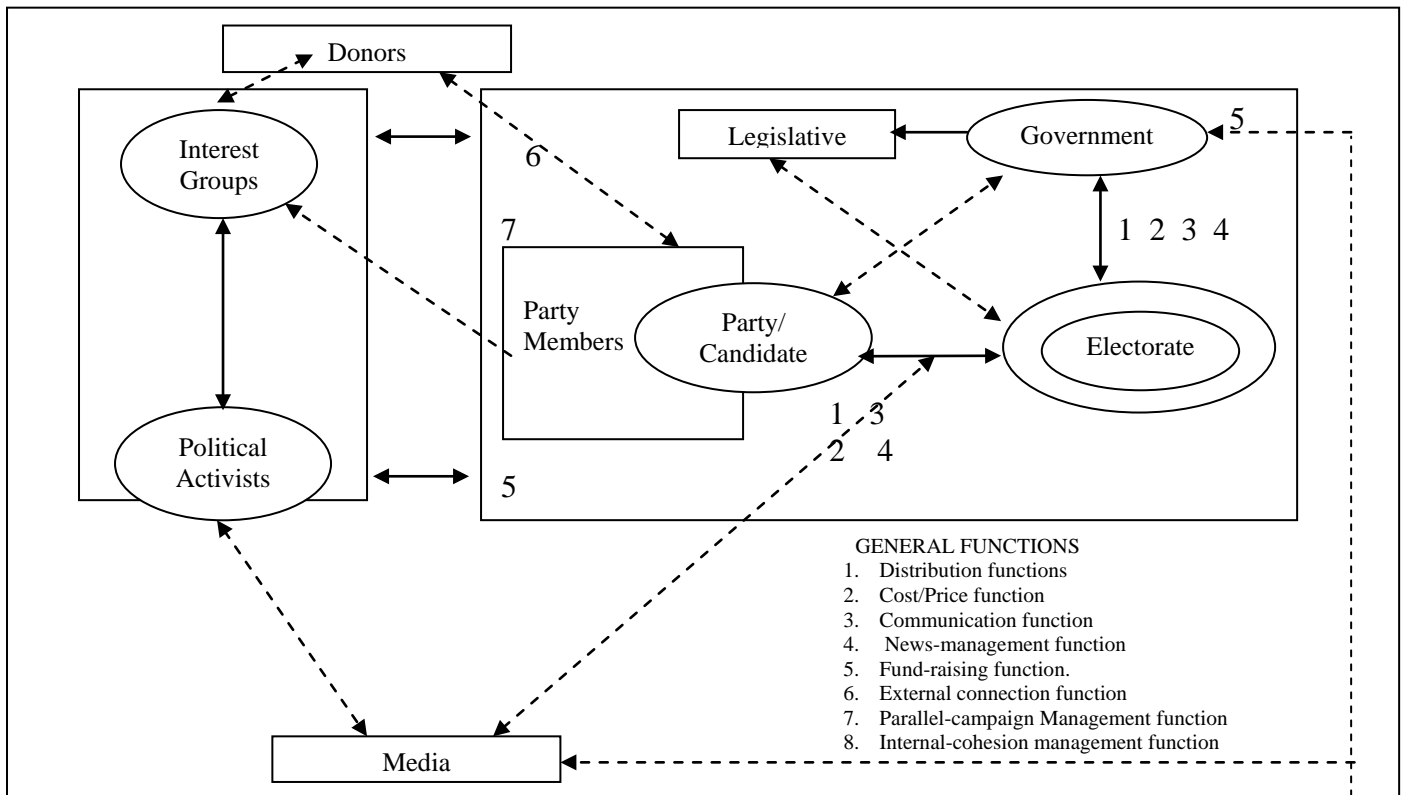 Donors
Interest
Groups
Legislative
Government
5
6
7
1 2 3 4
Party
Members
Party/
Candidate
Electorate
1 3
2 4
Political
Activists
5
GENERAL FUNCTIONS
1. Distribution functions
2. Cost/Price function
3. Communication function
4. News-management function
5. Fund-raising function.
6. External connection function
7. Parallel-campaign Management function
8. Internal-cohesion management function
Media